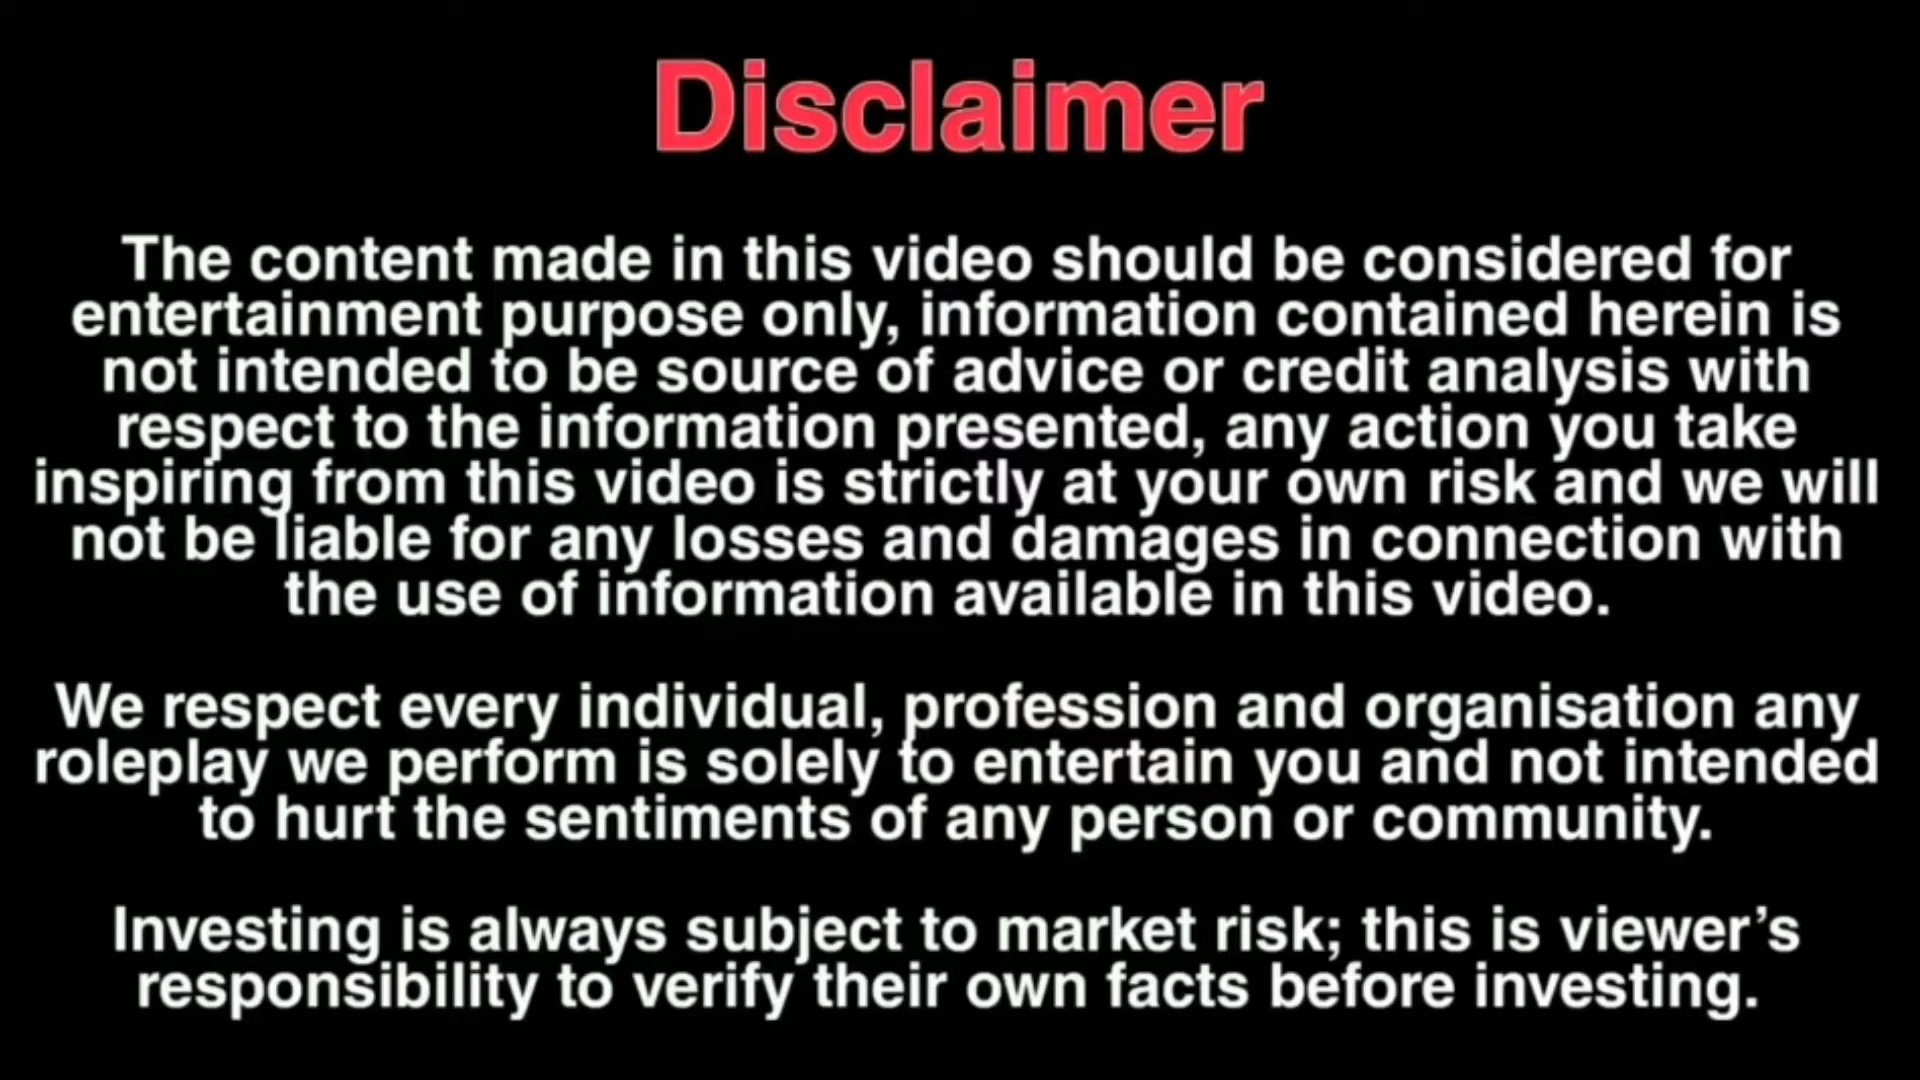 Disclaimer
The content made in this video should be considered for
entertainment purpose only, information contained herein is
not intended to be source of advice or credit analysis with
respect to the information presented, any action you take
inspiring from this video is strictly at your own risk and we will
not be liable for any losses and damages in connection with
the use of information available in this video.
We respect every individual, profession and organisation any
roleplay we perform is solely to entertain you and not intended
to hurt the sentiments of any person or community.
Investing is always subject to market risk; this is viewer’s
responsibility to verify their own facts before investing.